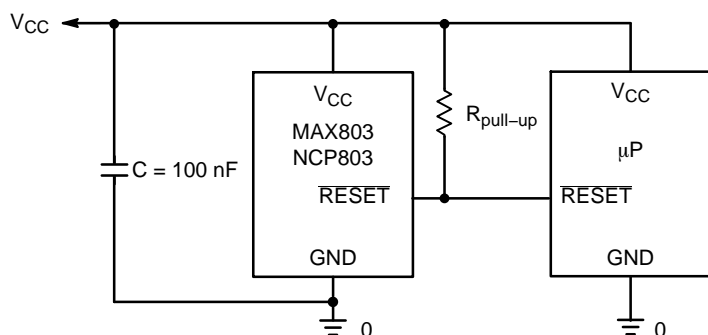 VCC
VCC
MAX803
NCP803
RESET
GND
C = 100 nF
Rpull−up
VCC
μP
RESET
GND
0
0